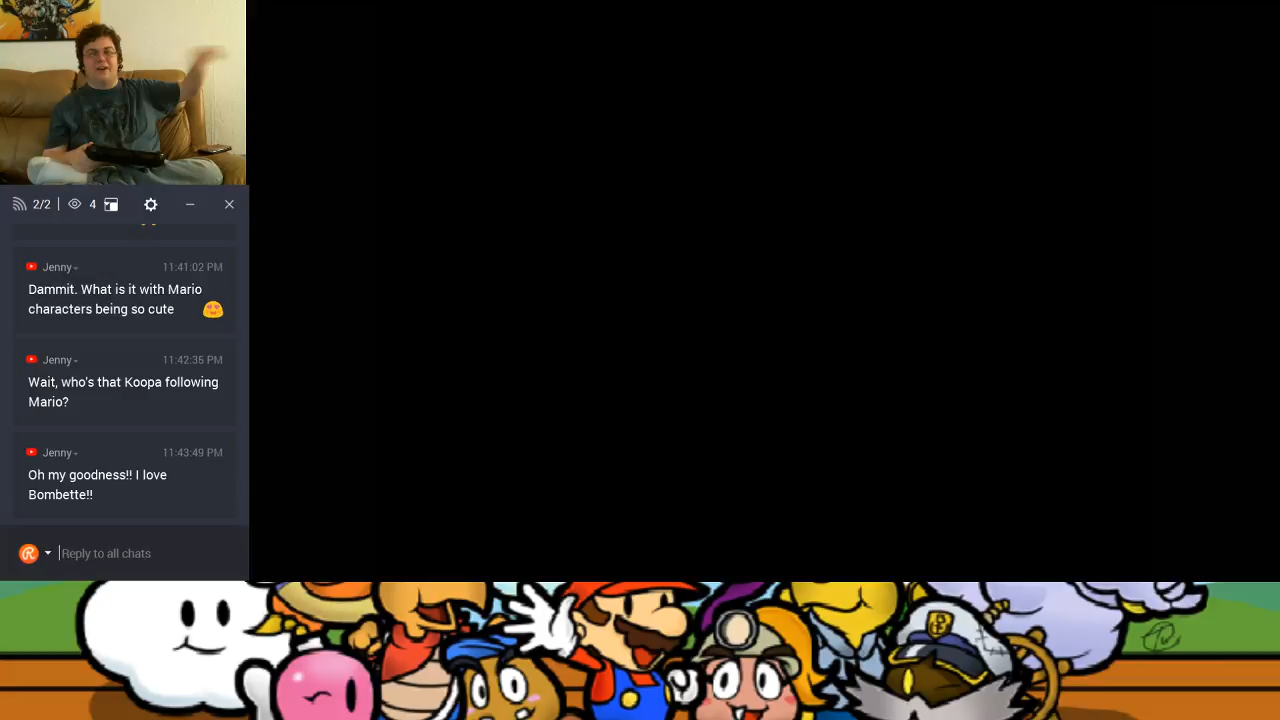 2/2 | 4
Jenny 11:41:02 PM
Dammit. What is it with Mario
characters being so cute
Jenny 11:42:35 PM
Wait, who's that Koopa following
Mario?
Jenny 11:43:49 PM
Oh my goodness!! I love
Bombette!!
Reply to all chats